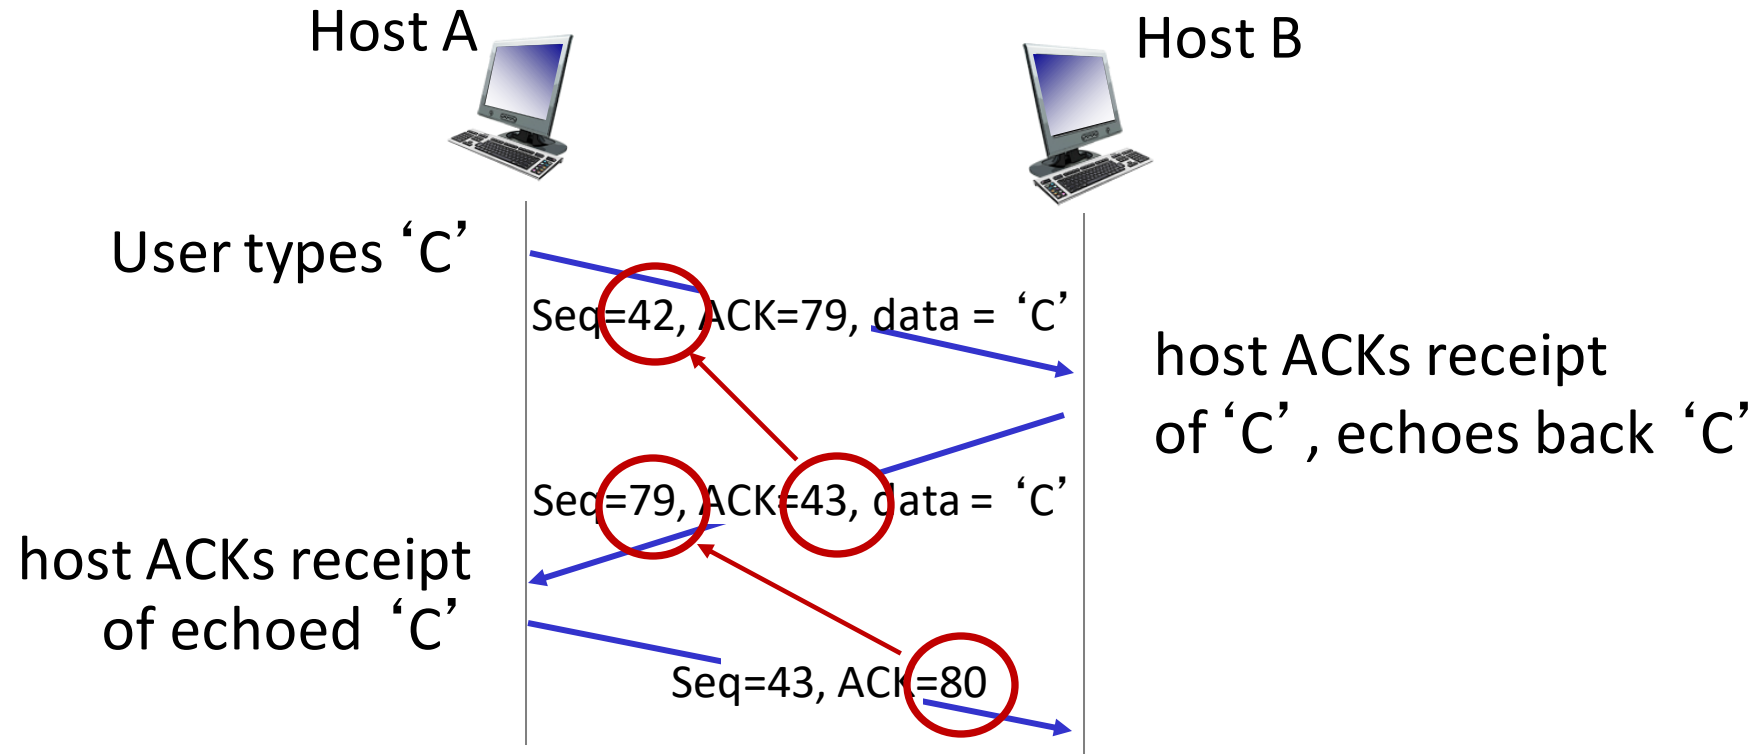 Host A
Host B
User types ‘C’
Seq=42, ACK=79, data = ‘C’
host ACKs receipt
of ‘C’, echoes back ‘C’
Seq=79, ACK=43, data = ‘C’
host ACKs receipt
of echoed ‘C’
Seq=43, ACK=80